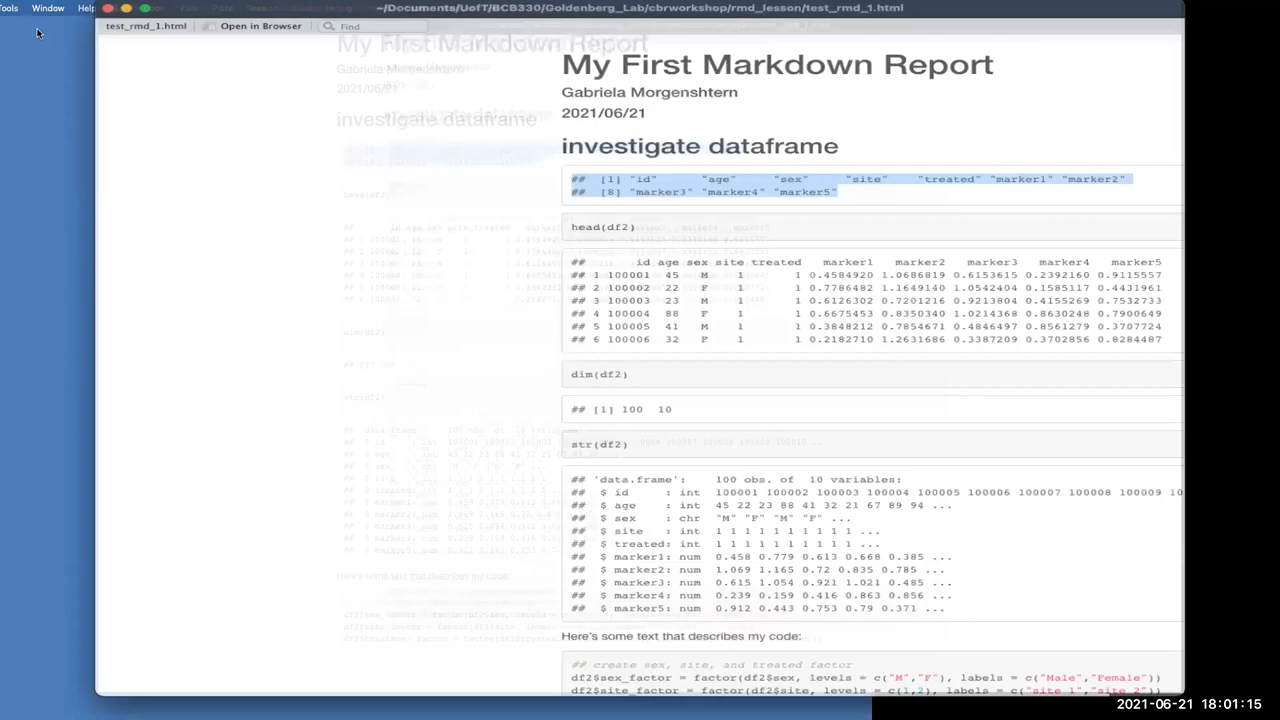 Tools Window Help
~/Documents/UofT/BCB330/Goldenberg_Lab/cbrworkshop/rmd_lesson/test_rmd_1.html
test_rmd_1.html Open in Browser Find
My First Markdown Report
Gabriela Morgenshtern
2021/06/21
investigate dataframe
## [1] "id" "age" "sex" "site" "treated" "marker1" "marker2"
## [8] "marker3" "marker4" "marker5"
head(df2)
## id age sex site treated marker1 marker2 marker3 marker4 marker5
## 1 100001 45 M 1 1 0.4584920 1.0686819 0.6153615 0.2392160 0.9115557
## 2 100002 22 F 1 1 0.7786482 1.1649140 1.0542404 0.1585117 0.4431961
## 3 100003 23 M 1 1 0.6126302 0.7201216 0.9213804 0.4155269 0.7532733
## 4 100004 88 F 1 1 0.6675453 0.8350340 1.0214368 0.8630248 0.7900649
## 5 100005 41 M 1 1 0.3848212 0.7854671 0.4846497 0.8561279 0.3707724
## 6 100006 32 F 1 1 0.2182710 1.2631686 0.3387209 0.3702856 0.8284487
dim(df2)
## [1] 100 10
str(df2)
## 'data.frame': 100 obs. of 10 variables:
## $ id : int 100001 100002 100003 100004 100005 100006 100007 100008 100009 10
## $ age : int 45 22 23 88 41 32 21 67 89 94 ...
## $ sex : chr "M" "F" "M" "F" ...
## $ site : int 1 1 1 1 1 1 1 1 1 1 ...
## $ treated: int 1 1 1 1 1 1 1 1 1 1 ...
## $ marker1: num 0.458 0.779 0.613 0.668 0.385 ...
## $ marker2: num 1.069 1.165 0.72 0.835 0.785 ...
## $ marker3: num 0.615 1.054 0.921 1.021 0.485 ...
## $ marker4: num 0.239 0.159 0.416 0.863 0.856 ...
## $ marker5: num 0.912 0.443 0.753 0.79 0.371 ...
Here's some text that describes my code:
## create sex, site, and treated factor
df2$sex_factor = factor(df2$sex, levels = c("M","F"), labels = c("Male","Female"))
df2$site_factor = factor(df2$site, levels = c(1,2), labels = c("site 1","site 2"))
2021-06-21 18:01:15